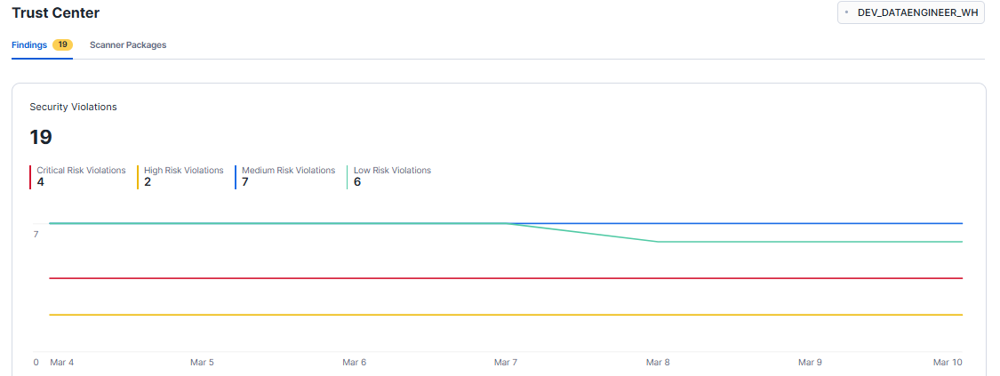 Trust Center
DEV_DATAENGINEER_WH
Findings 19 Scanner Packages
Security Violations
19
Critical Risk Violations High Risk Violations Medium Risk Violations Low Risk Violations
4 2 7 6
7
0 Mar 4 Mar 5 Mar 6 Mar 7 Mar 8 Mar 9 Mar 10